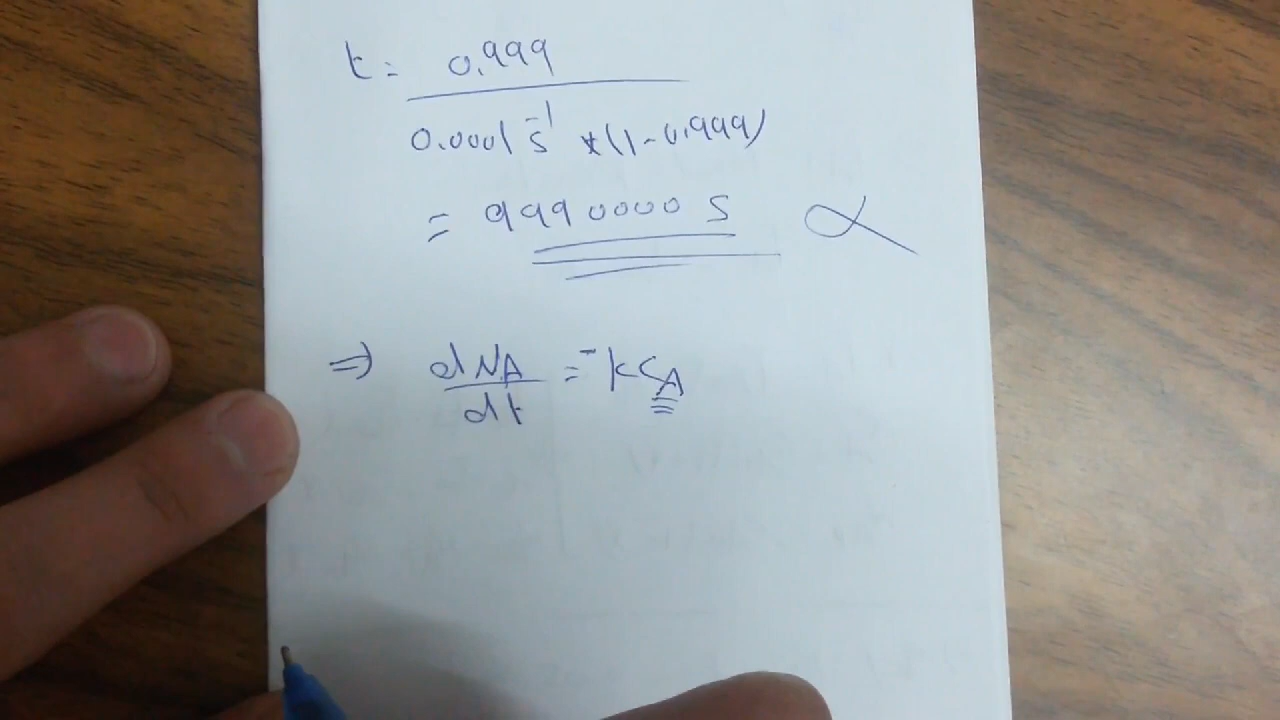 t = 0.999
0.0001 s⁻¹ * (1 - 0.999)
= 9990000 s α
⇒ dNA
dt = - kCA